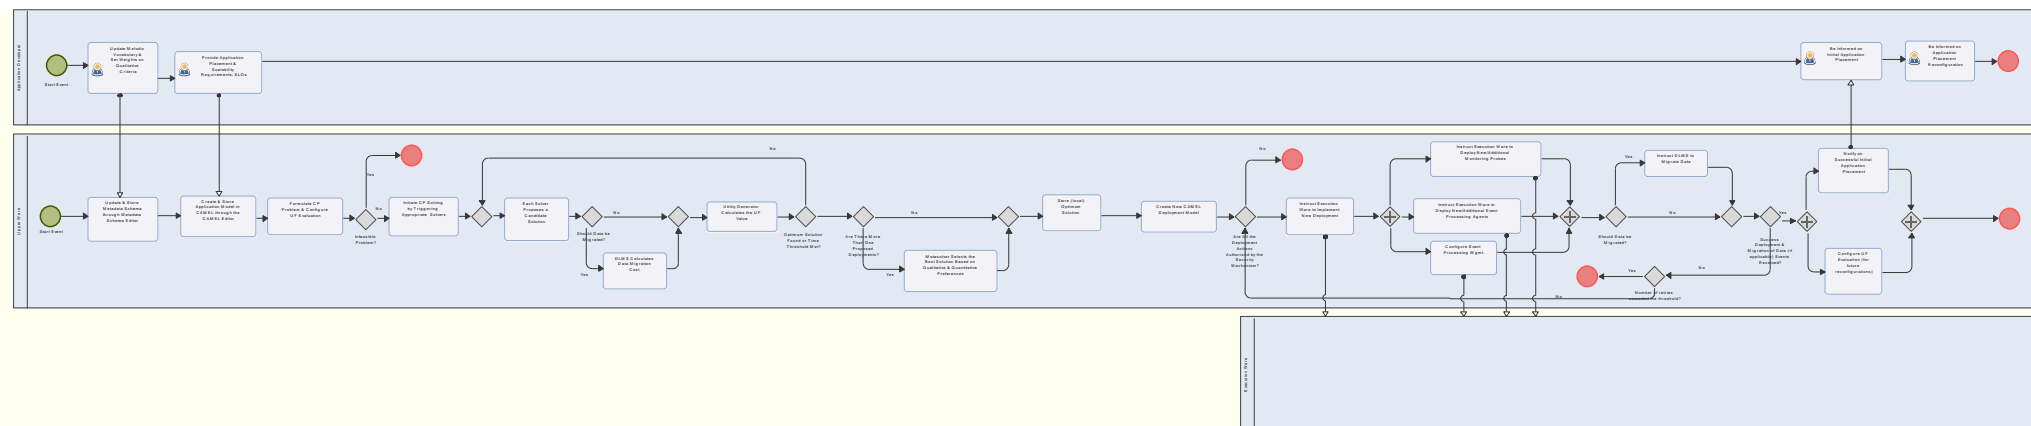 Application Developer
Start Event
Update Melodic
Vocabulary &
Set Weights on
Qualitative
Criteria
Provide Application
Placement &
Scalability
Requirements, SLOs
Be Informed on
Initial Application
Placement
Be Informed on
Application
Placement
Reconfiguration
Upper Ware
Start Event
Update & Store
Metadata Schema
through Metadata
Schema Editor
Create & Store
Application Model in
CAMEL through the
CAMEL Editor
Formulate CP
Problem & Configure
UF Evaluation
Yes
No
Infeasible
Problem?
Initiate CP Solving
by Triggering
Appropriate Solvers
No
Each Solver
Proposes a
Candidate
Solution
No
Should Data be
Migrated?
Yes
DLMS Calculates
Data Migration
Cost
Utility Generator
Calculates the UF
Value
Optimum Solution
Found or Time
Threshold Met?
No
Are There More
Than One
Proposed
Deployments?
Yes
Metasolver Selects the
Best Solution Based on
Qualitative & Quantitative
Preferences
Store (local)
Optimum
Solution
Create New CAMEL
Deployment Model
No
Are All the
Deployment
Actions
Authorized by the
Security
Mechanism?
Instruct Execution
Ware to Implement
New Deployment
Instruct Execution Ware to
Deploy New/Additional
Monitoring Probes
Instruct Execution Ware to
Deploy New/Additional Event
Processing Agents
Configure Event
Processing Mgmt
Should Data be
Migrated?
Yes
No
Instruct DLMS to
Migrate Data
Yes
Success
Deployment &
Migration of Data (if
applicable) Events
Received?
No
Yes
Number of retries
exceeded the threshold?
No
Notify on
Successful Initial
Application
Placement
Configure UF
Evaluation (for
future
reconfigurations)
Execution Ware